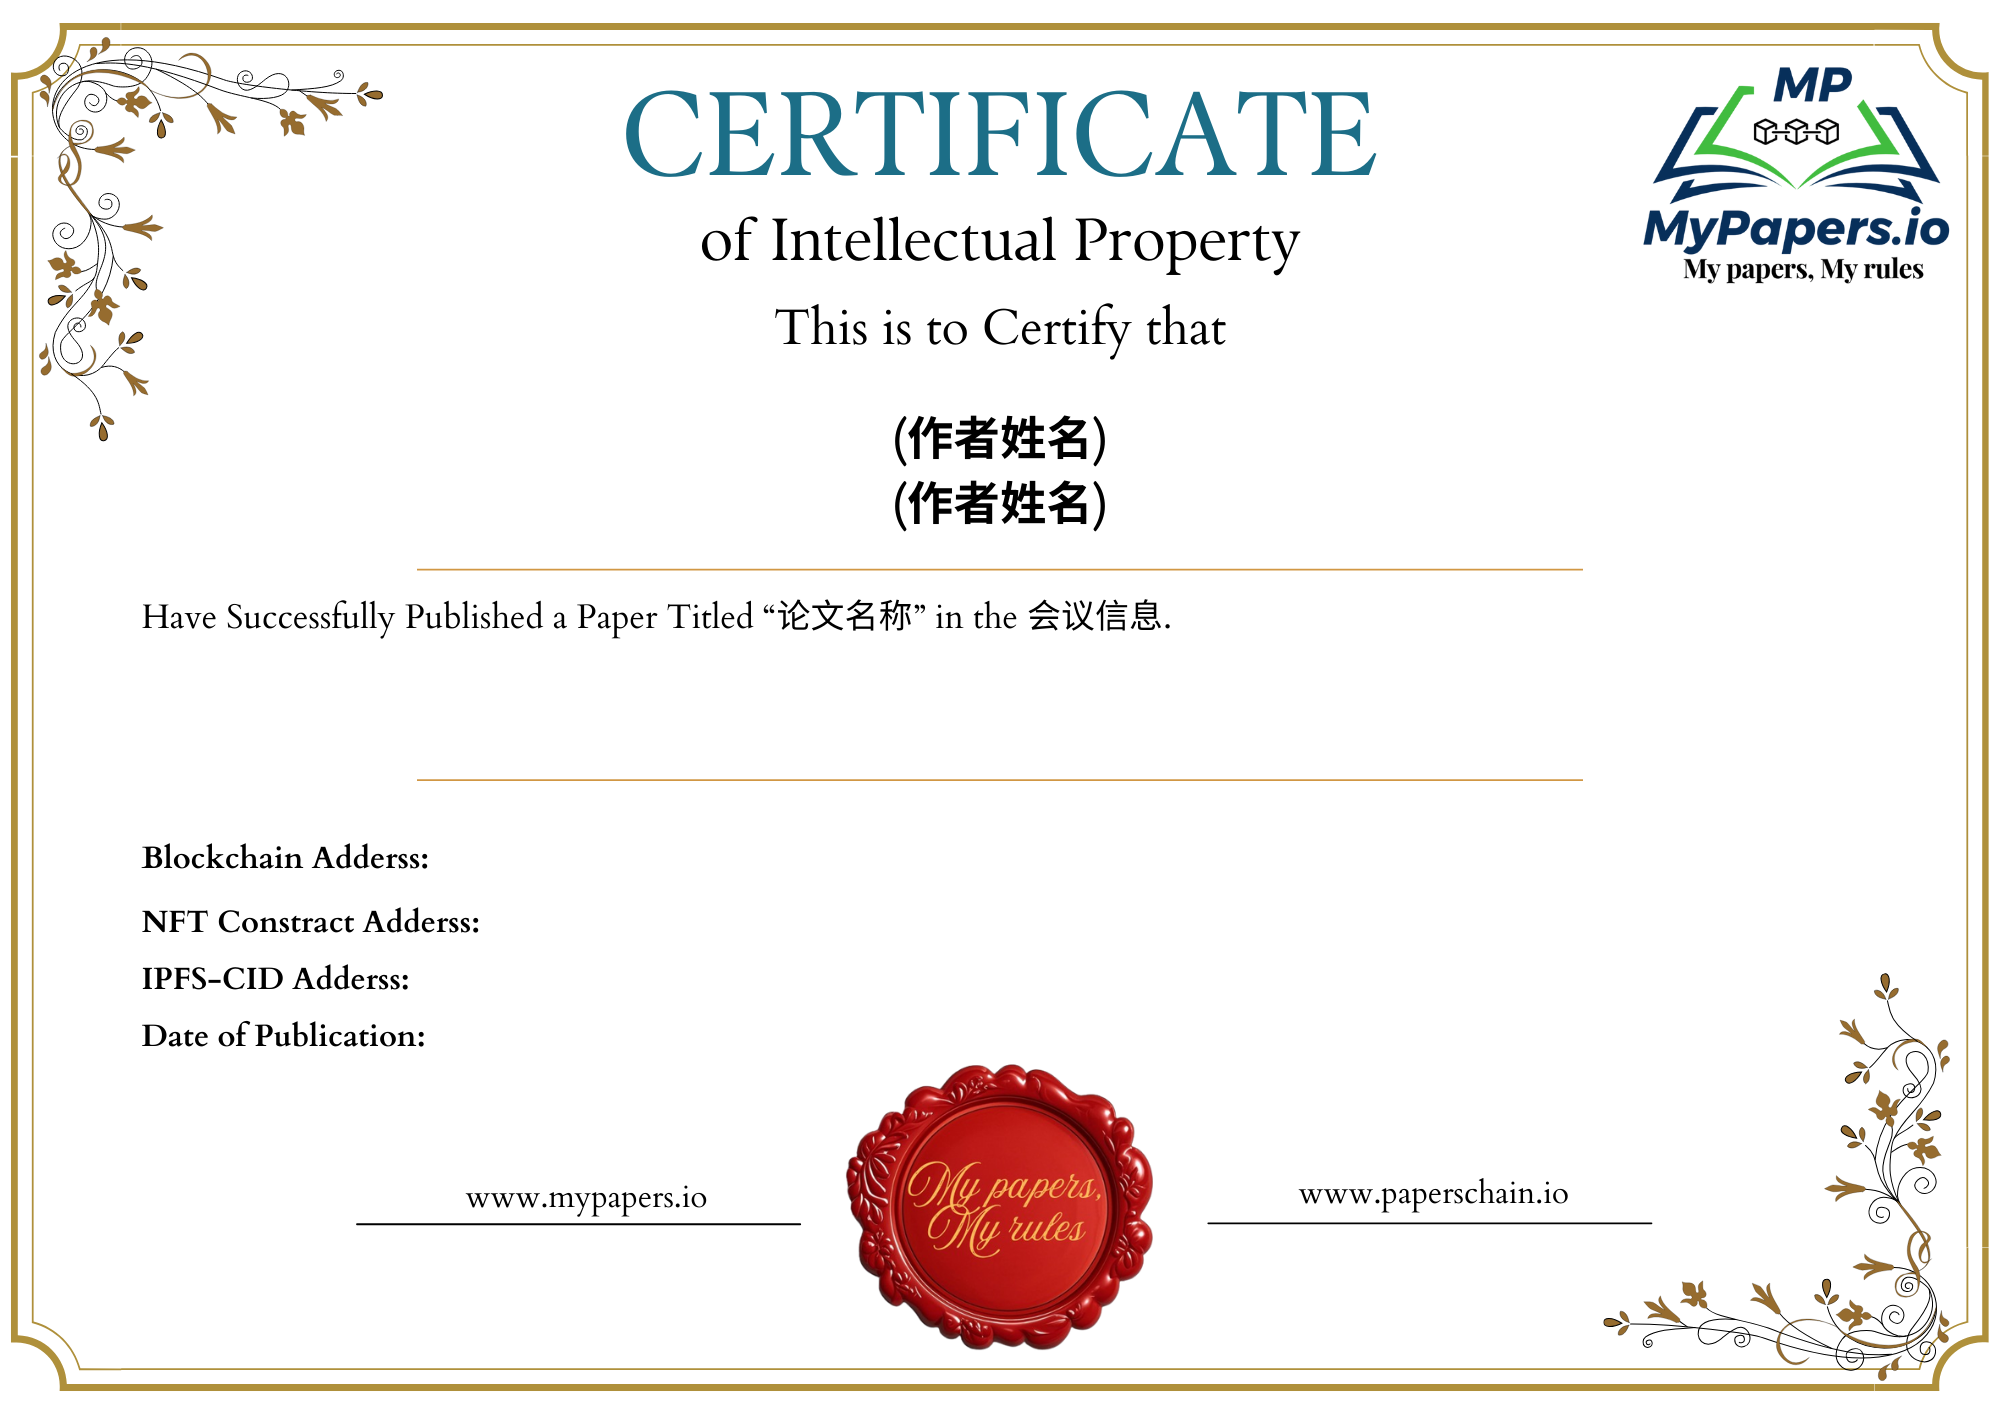 CERTIFICATE
of Intellectual Property
This is to Certify that
MP
MyPapers.io
My papers, My rules
(作者姓名)
(作者姓名)
Have Successfully Published a Paper Titled “论文名称” in the 会议信息.
Blockchain Adderss:
NFT Constract Adderss:
IPFS-CID Adderss:
Date of Publication:
www.mypapers.io
My papers,
My rules
www.paperschain.io